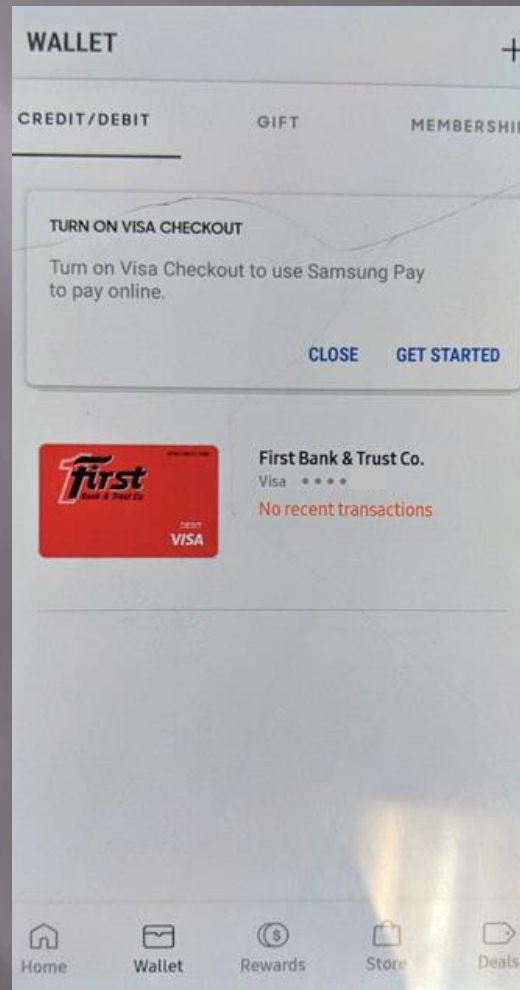 WALLET
+
CREDIT/DEBIT GIFT MEMBERSHIP
TURN ON VISA CHECKOUT
Turn on Visa Checkout to use Samsung Pay
to pay online.
CLOSE GET STARTED
First
Bank & Trust Co
DEBIT
VISA
First Bank & Trust Co.
Visa ••••
No recent transactions
Home Wallet Rewards Store Deals